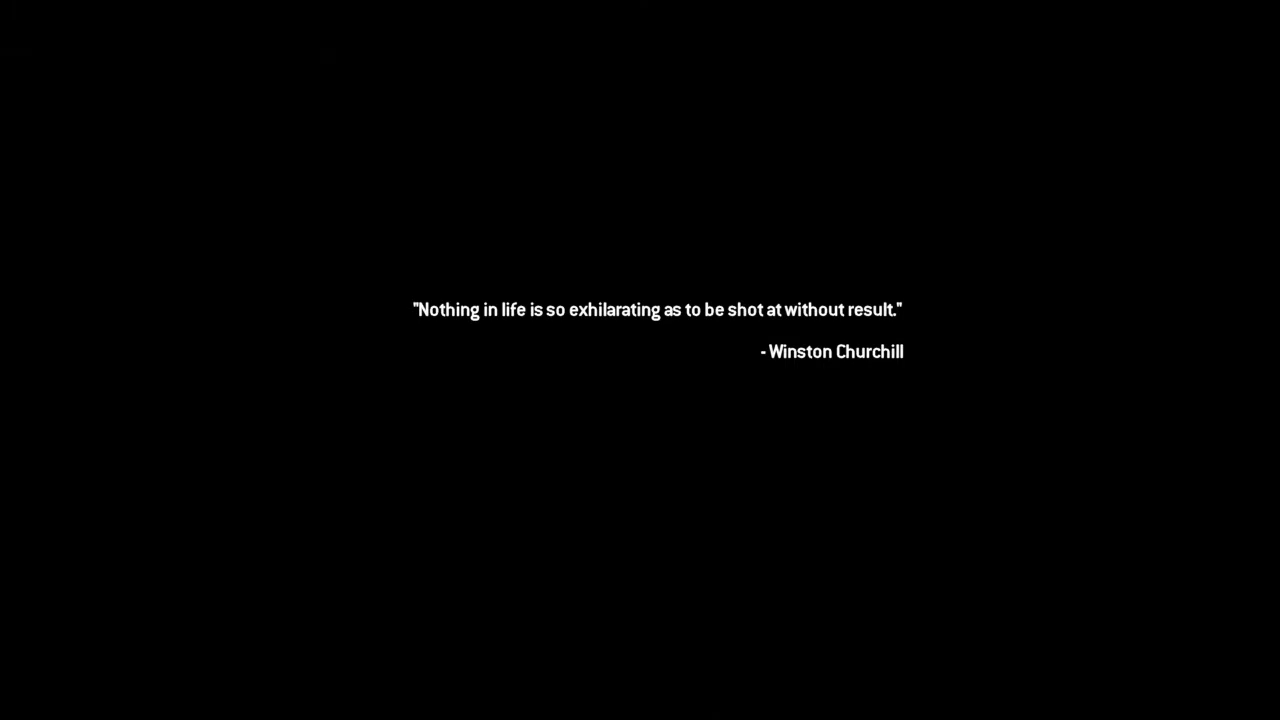 "Nothing in life is so exhilarating as to be shot at without result."
- Winston Churchill